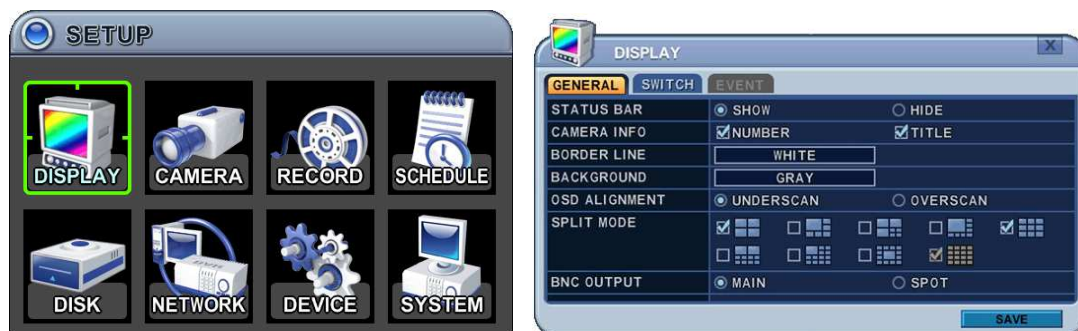 SETUP
DISPLAY CAMERA RECORD SCHEDULE
DISK NETWORK DEVICE SYSTEM
DISPLAY X
GENERAL SWITCH EVENT
STATUS BAR SHOW HIDE
CAMERA INFO NUMBER TITLE
BORDER LINE WHITE
BACKGROUND GRAY
OSD ALIGNMENT UNDERSCAN OVERSCAN
SPLIT MODE
BNC OUTPUT MAIN SPOT
SAVE